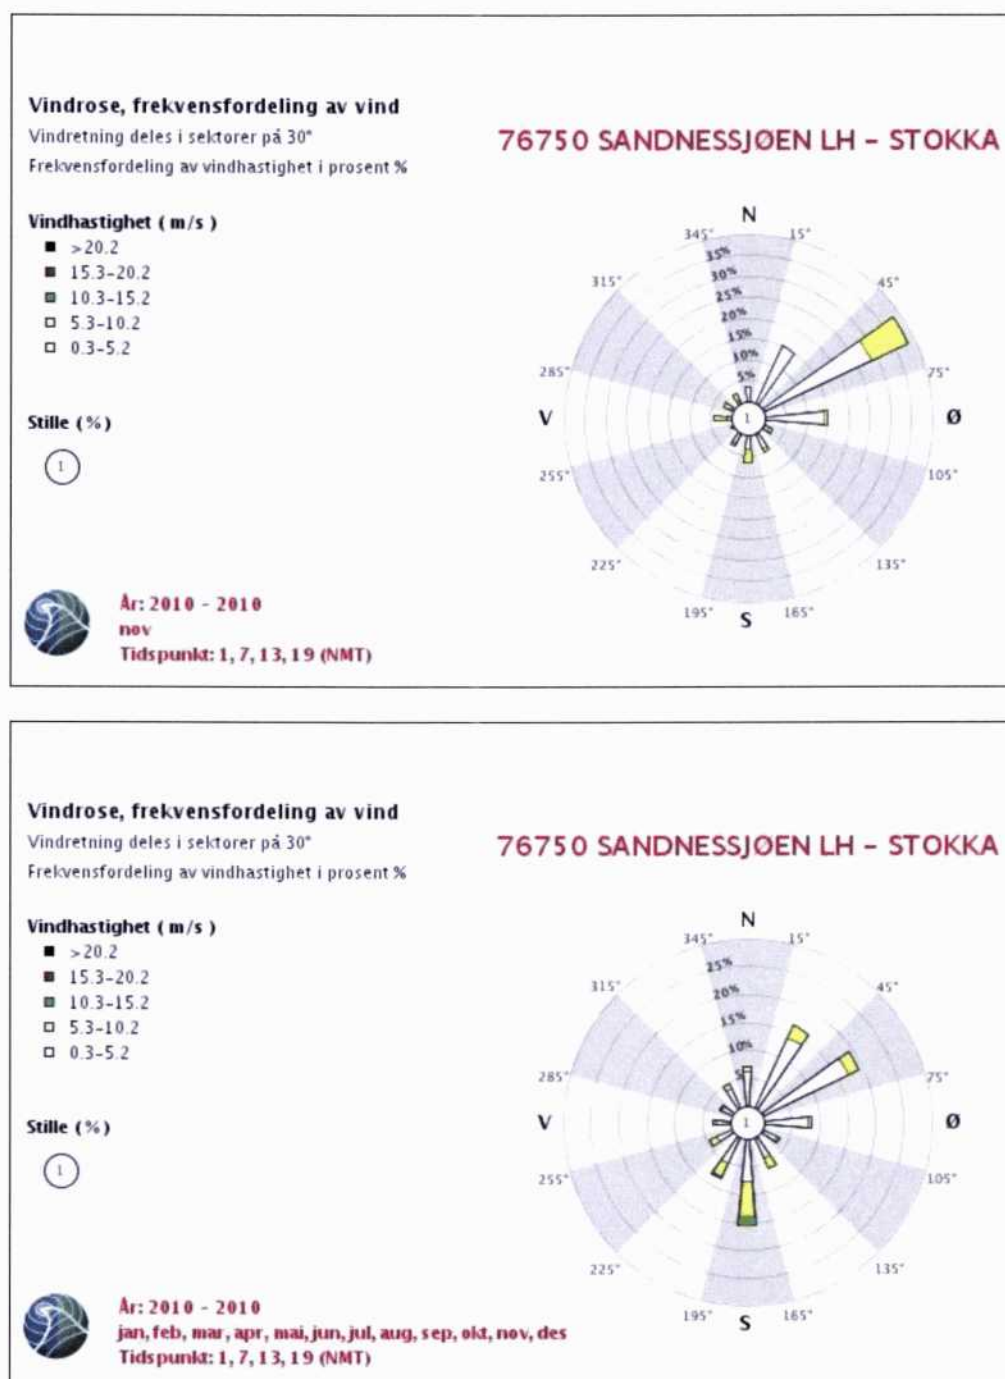 Vindrose, frekvensfordeling av vind
Vindretning deles i sektorer på 30°
Frekvensfordeling av vindhastighet i prosent %
76750 SANDNESSJØEN LH – STOKKA
Vindhastighet ( m/s )
>20.2
15.3–20.2
10.3–15.2
5.3–10.2
0.3–5.2
Stille (%)
1
N
345°
15°
35%
30%
25%
20%
15%
10%
5%
315°
45°
285°
75°
V
1
Ø
255°
105°
225°
135°
195°
S
165°
År: 2010 – 2010
nov
Tidspunkt: 1, 7, 13, 19 (NMT)
Vindrose, frekvensfordeling av vind
Vindretning deles i sektorer på 30°
Frekvensfordeling av vindhastighet i prosent %
76750 SANDNESSJØEN LH – STOKKA
Vindhastighet ( m/s )
>20.2
15.3–20.2
10.3–15.2
5.3–10.2
0.3–5.2
Stille (%)
1
N
345°
15°
25%
20%
15%
10%
5
315°
45°
285°
75°
V
1
Ø
255°
105°
225°
135°
195°
S
165°
År: 2010 – 2010
jan, feb, mar, apr, mai, jun, jul, aug, sep, okt, nov, des
Tidspunkt: 1, 7, 13, 19 (NMT)